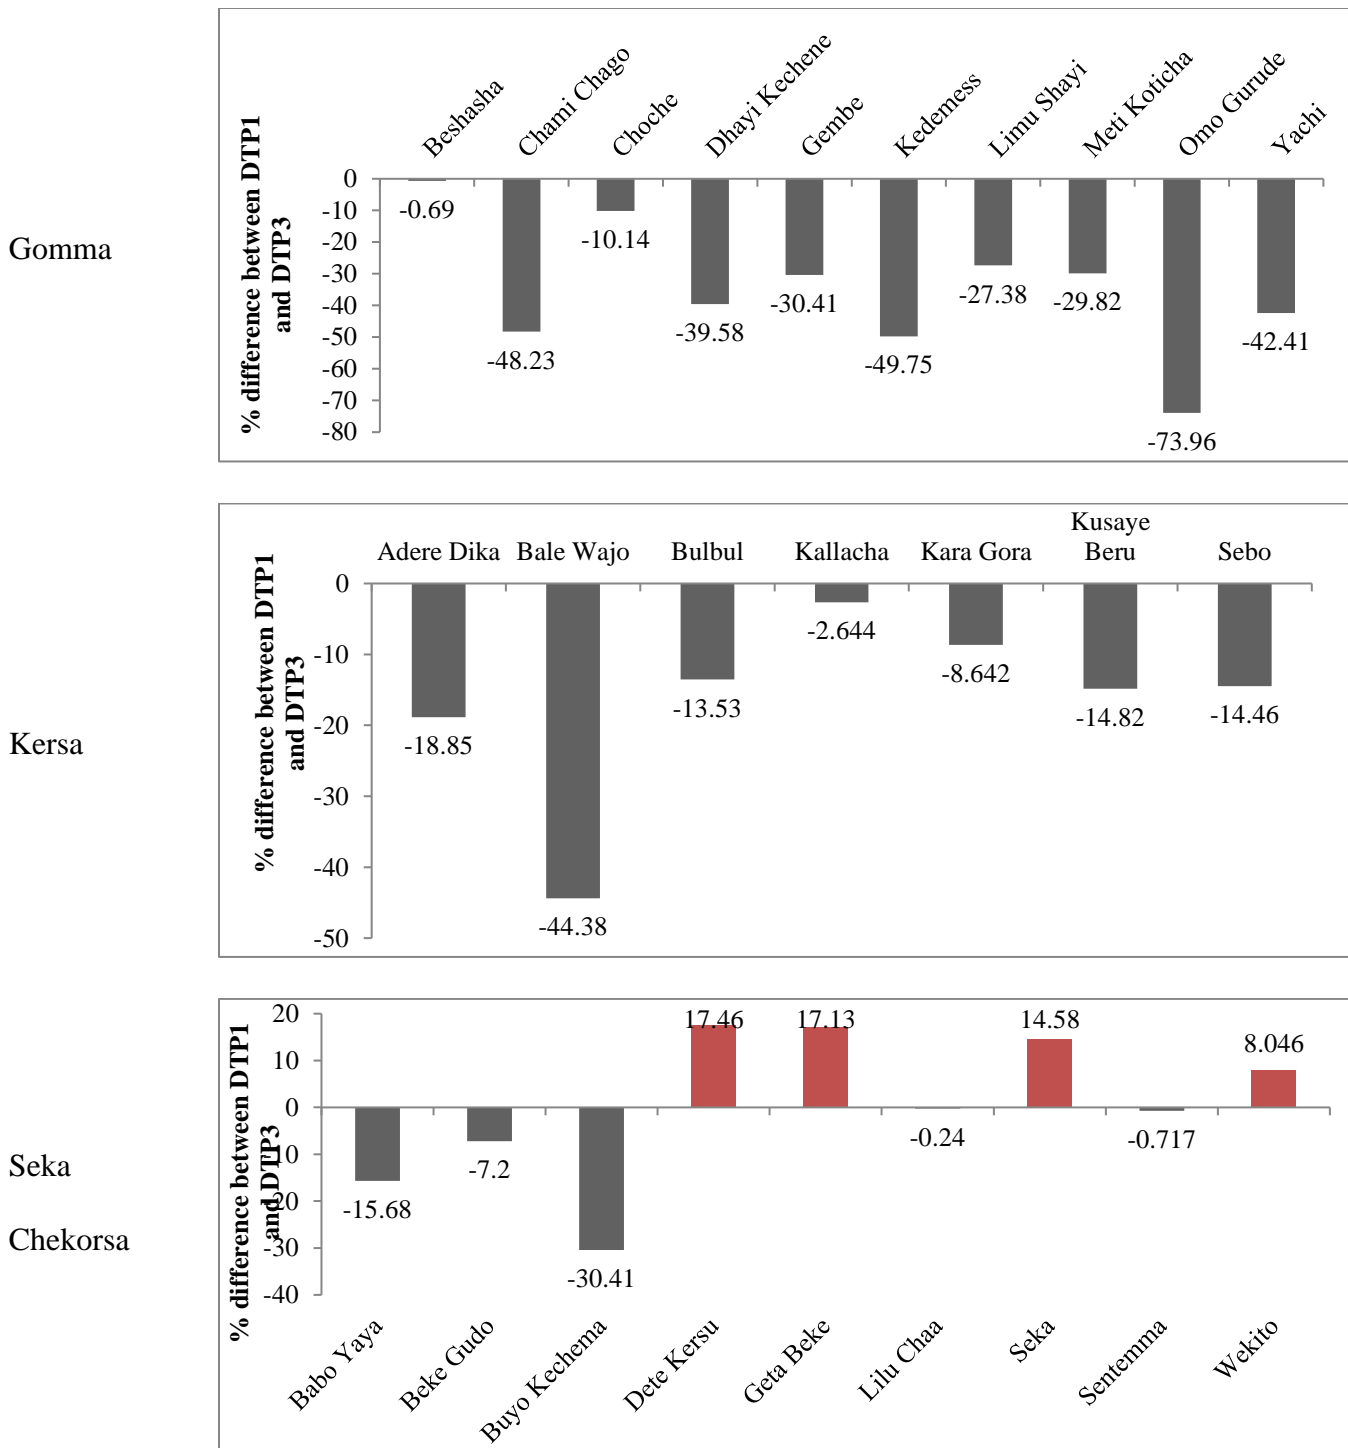 Gomma
% difference between DTP1
and DTP3
Beshasha
Chami Chago
Choche
Dhayi Kechene
Gembe
Kedemess
Limu Shayi
Meti Koticha
Omo Gurude
Yachi
0
-10
-20
-30
-40
-50
-60
-70
-80
-0.69
-48.23
-10.14
-39.58
-30.41
-49.75
-27.38
-29.82
-73.96
-42.41
Kersa
% difference between DTP1
and DTP3
Adere Dika
Bale Wajo
Bulbul
Kallacha
Kara Gora
Kusaye
Beru
Sebo
0
-10
-20
-30
-40
-50
-18.85
-44.38
-13.53
-2.644
-8.642
-14.82
-14.46
Seka
Chekorsa
% difference between DTP1
and DTP3
20
10
0
-10
-20
-30
-40
-15.68
-7.2
-30.41
17.46
17.13
-0.24
14.58
-0.717
8.046
Babo Yaya
Beke Gudo
Buyo Kechema
Dete Kersu
Geta Beke
Lilu Chaa
Seka
Sentemma
Wekito